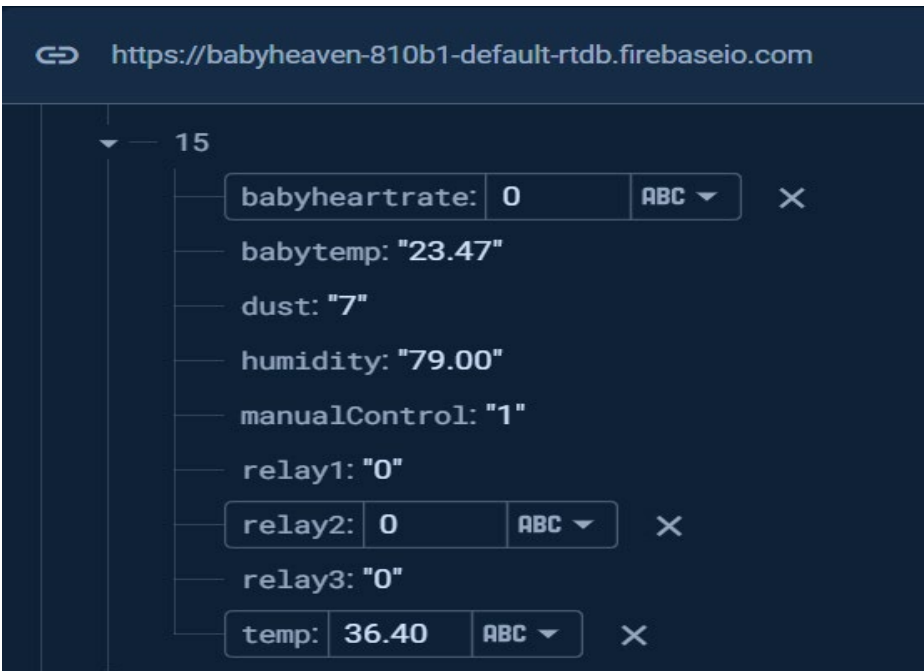 https://babyheaven-810b1-default-rtdb.firebaseio.com
15
babyheartrate: 0 ABC
babytemp: "23.47"
dust: "7"
humidity: "79.00"
manualControl: "1"
relay1: "0"
relay2: 0 ABC
relay3: "0"
temp: 36.40 ABC